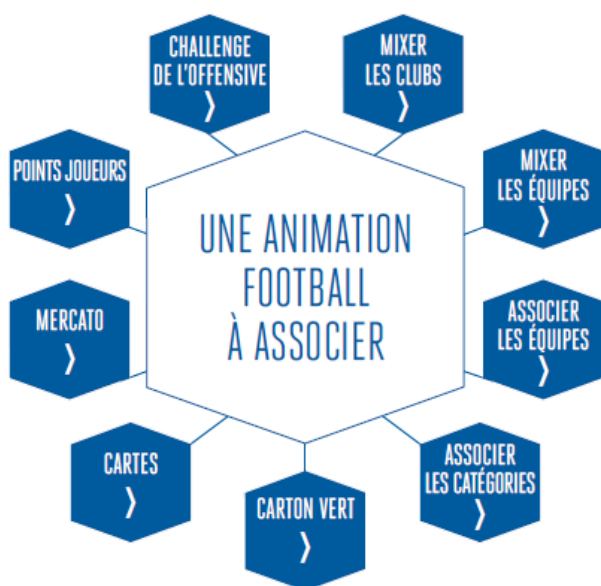 CHALLENGE
DE L'OFFENSIVE
❯
MIXER
LES CLUBS
❯
POINTS JOUEURS
❯
MIXER
LES ÉQUIPES
❯
UNE ANIMATION
FOOTBALL
À ASSOCIER
MERCATO
❯
ASSOCIER
LES ÉQUIPES
❯
CARTES
❯
CARTON VERT
❯
ASSOCIER
LES CATÉGORIES
❯